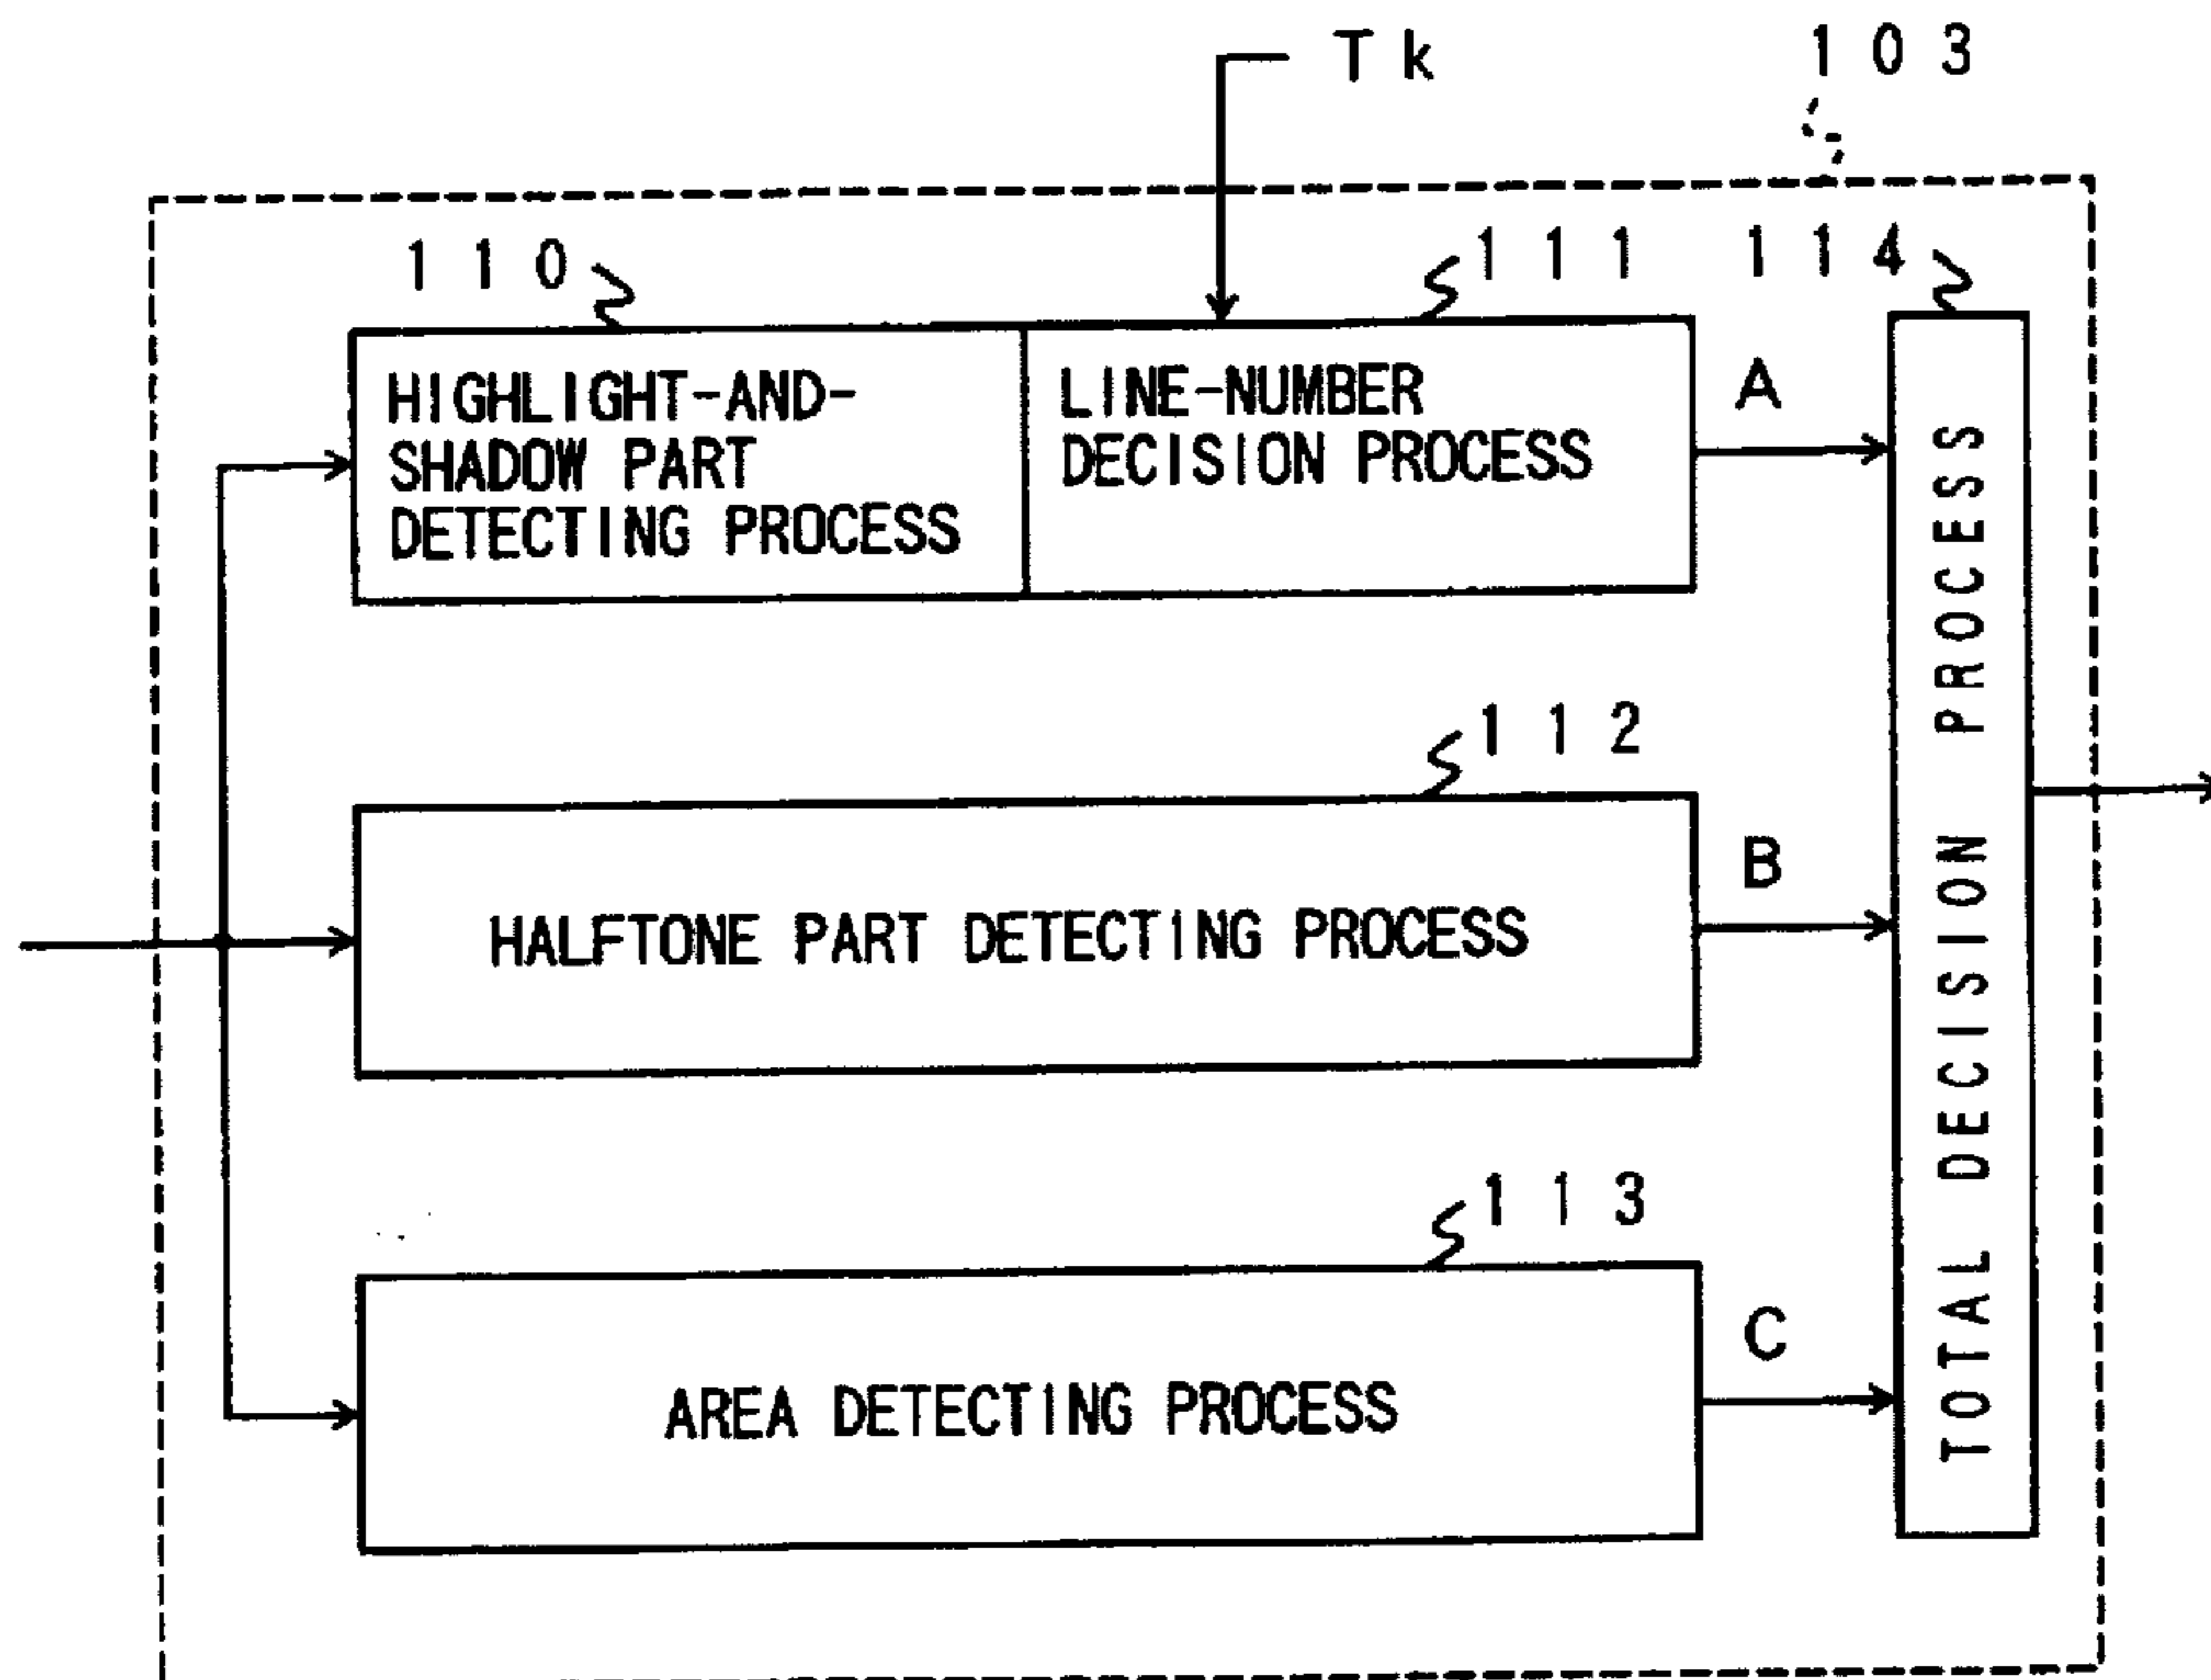 Tk
103
110
111
114
HIGHLIGHT-AND-
SHADOW PART
DETECTING PROCESS
LINE-NUMBER
DECISION PROCESS
A
112
HALFTONE PART DETECTING PROCESS
B
113
AREA DETECTING PROCESS
C
TOTAL DECISION PROCESS